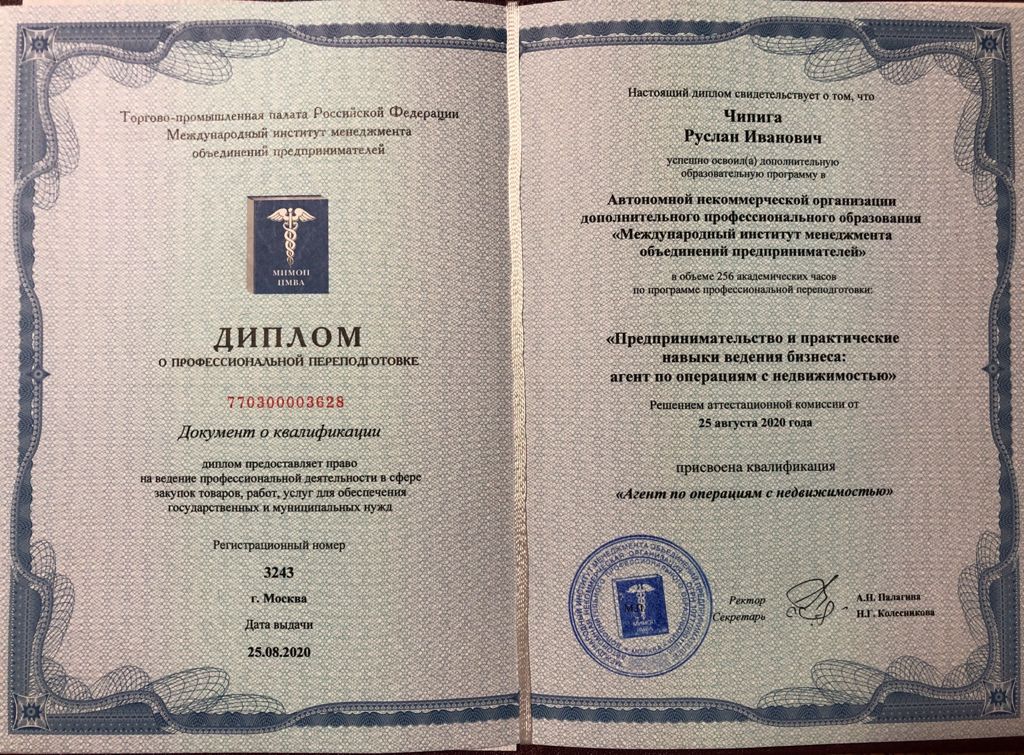 Торгово-промышленная палата Российской Федерации
Международный институт менеджмента
объединений предпринимателей
МИМОП
IIMBA
ДИПЛОМ
О ПРОФЕССИОНАЛЬНОЙ ПЕРЕПОДГОТОВКЕ
770300003628
Документ о квалификации
диплом предоставляет право
на ведение профессиональной деятельности в сфере
закупок товаров, работ, услуг для обеспечения
государственных и муниципальных нужд
Регистрационный номер
3243
г. Москва
Дата выдачи
25.08.2020
Настоящий диплом свидетельствует о том, что
Чипига
Руслан Иванович
успешно освоил(а) дополнительную
образовательную программу в
Автономной некоммерческой организации
дополнительного профессионального образования
«Международный институт менеджмента
объединений предпринимателей»
в объеме 256 академических часов
по программе профессиональной переподготовки:
«Предпринимательство и практические
навыки ведения бизнеса:
агент по операциям с недвижимостью»
Решением аттестационной комиссии от
25 августа 2020 года
присвоена квалификация
«Агент по операциям с недвижимостью»
М.П.
МИМОП
IIMBA
Ректор
А.П. Палагина
Секретарь
Н.Г. Колесникова